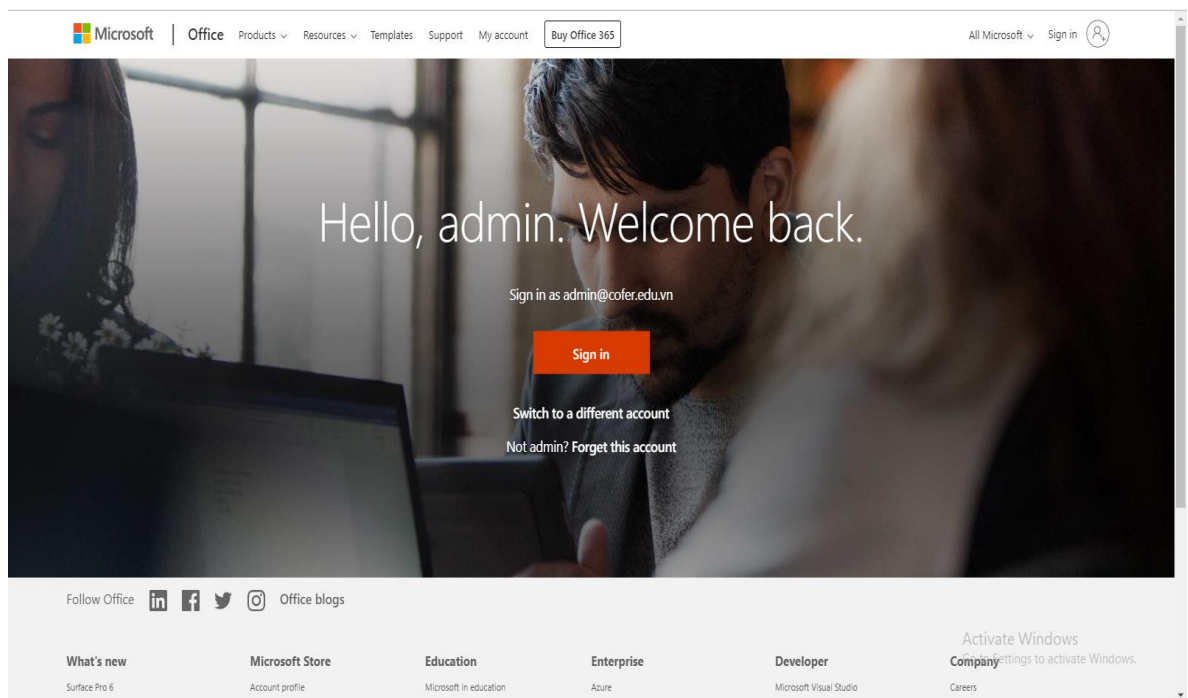 Microsoft | Office Products Resources Templates Support My account Buy Office 365 All Microsoft Sign in
Hello, admin. Welcome back.
Sign in as admin@cofer.edu.vn
Sign in
Switch to a different account
Not admin? Forget this account
Follow Office in f Office blogs
Activate Windows
Go to Settings to activate Windows.
What's new Microsoft Store Education Enterprise Developer Company
Surface Pro 6 Account profile Microsoft in education Azure Microsoft Visual Studio Careers